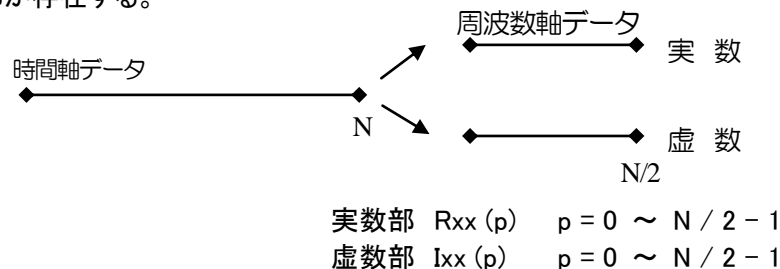 が存在する。
周波数軸データ
実 数
時間軸データ
N
虚 数
N/2
実数部 Rxx (p) p = 0 ～ N / 2 - 1
虚数部 Ixx (p) p = 0 ～ N / 2 - 1